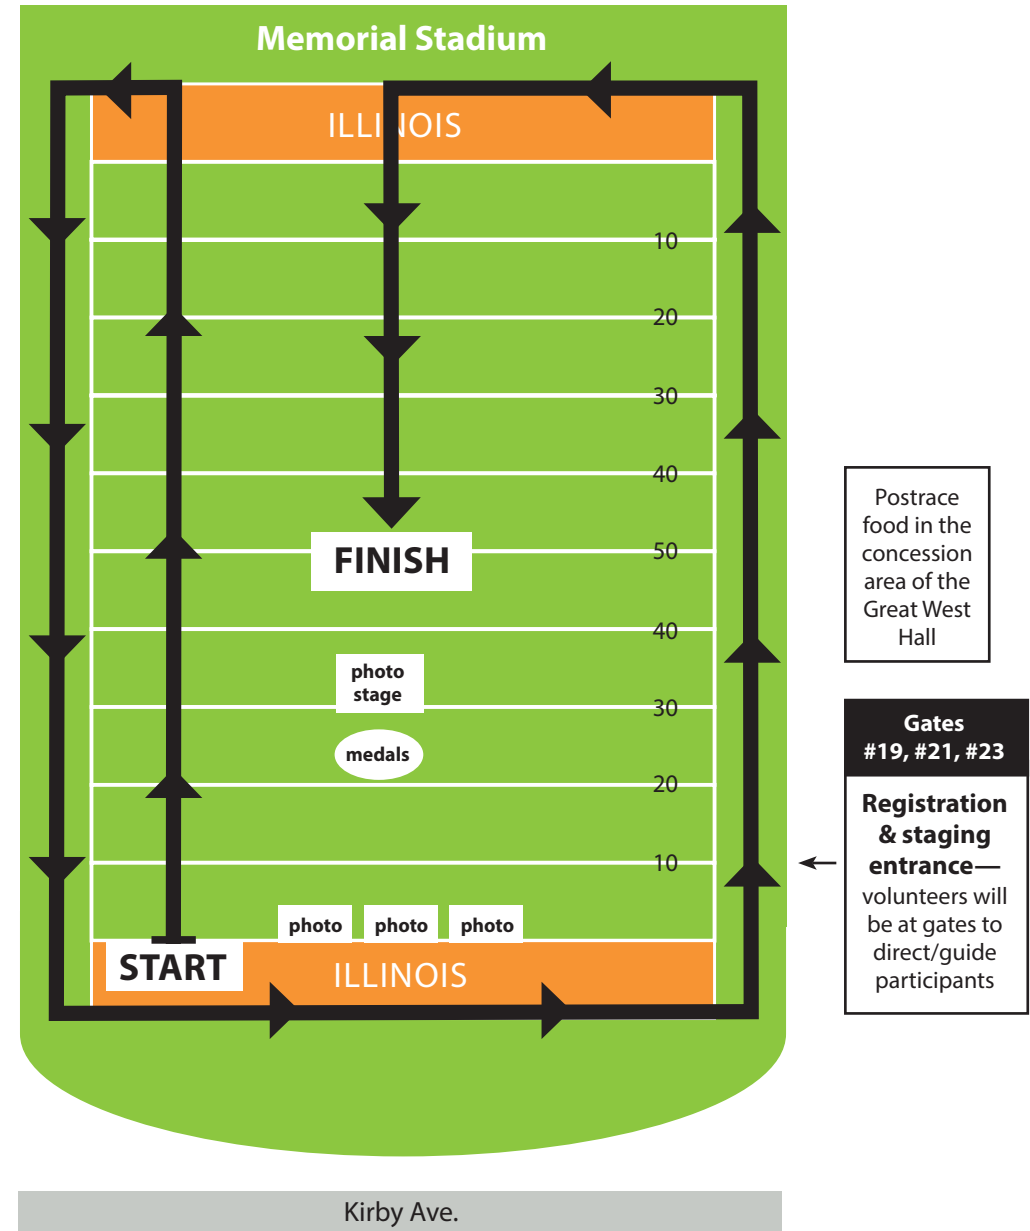 Memorial Stadium
ILLINOIS
10
20
30
40
50
FINISH
40
photo
stage
30
medals
20
10
photo photo photo
START
ILLINOIS
Postrace
food in the
concession
area of the
Great West
Hall
Gates
#19, #21, #23
Registration
& staging
entrance—
volunteers will
be at gates to
direct/guide
participants
Kirby Ave.